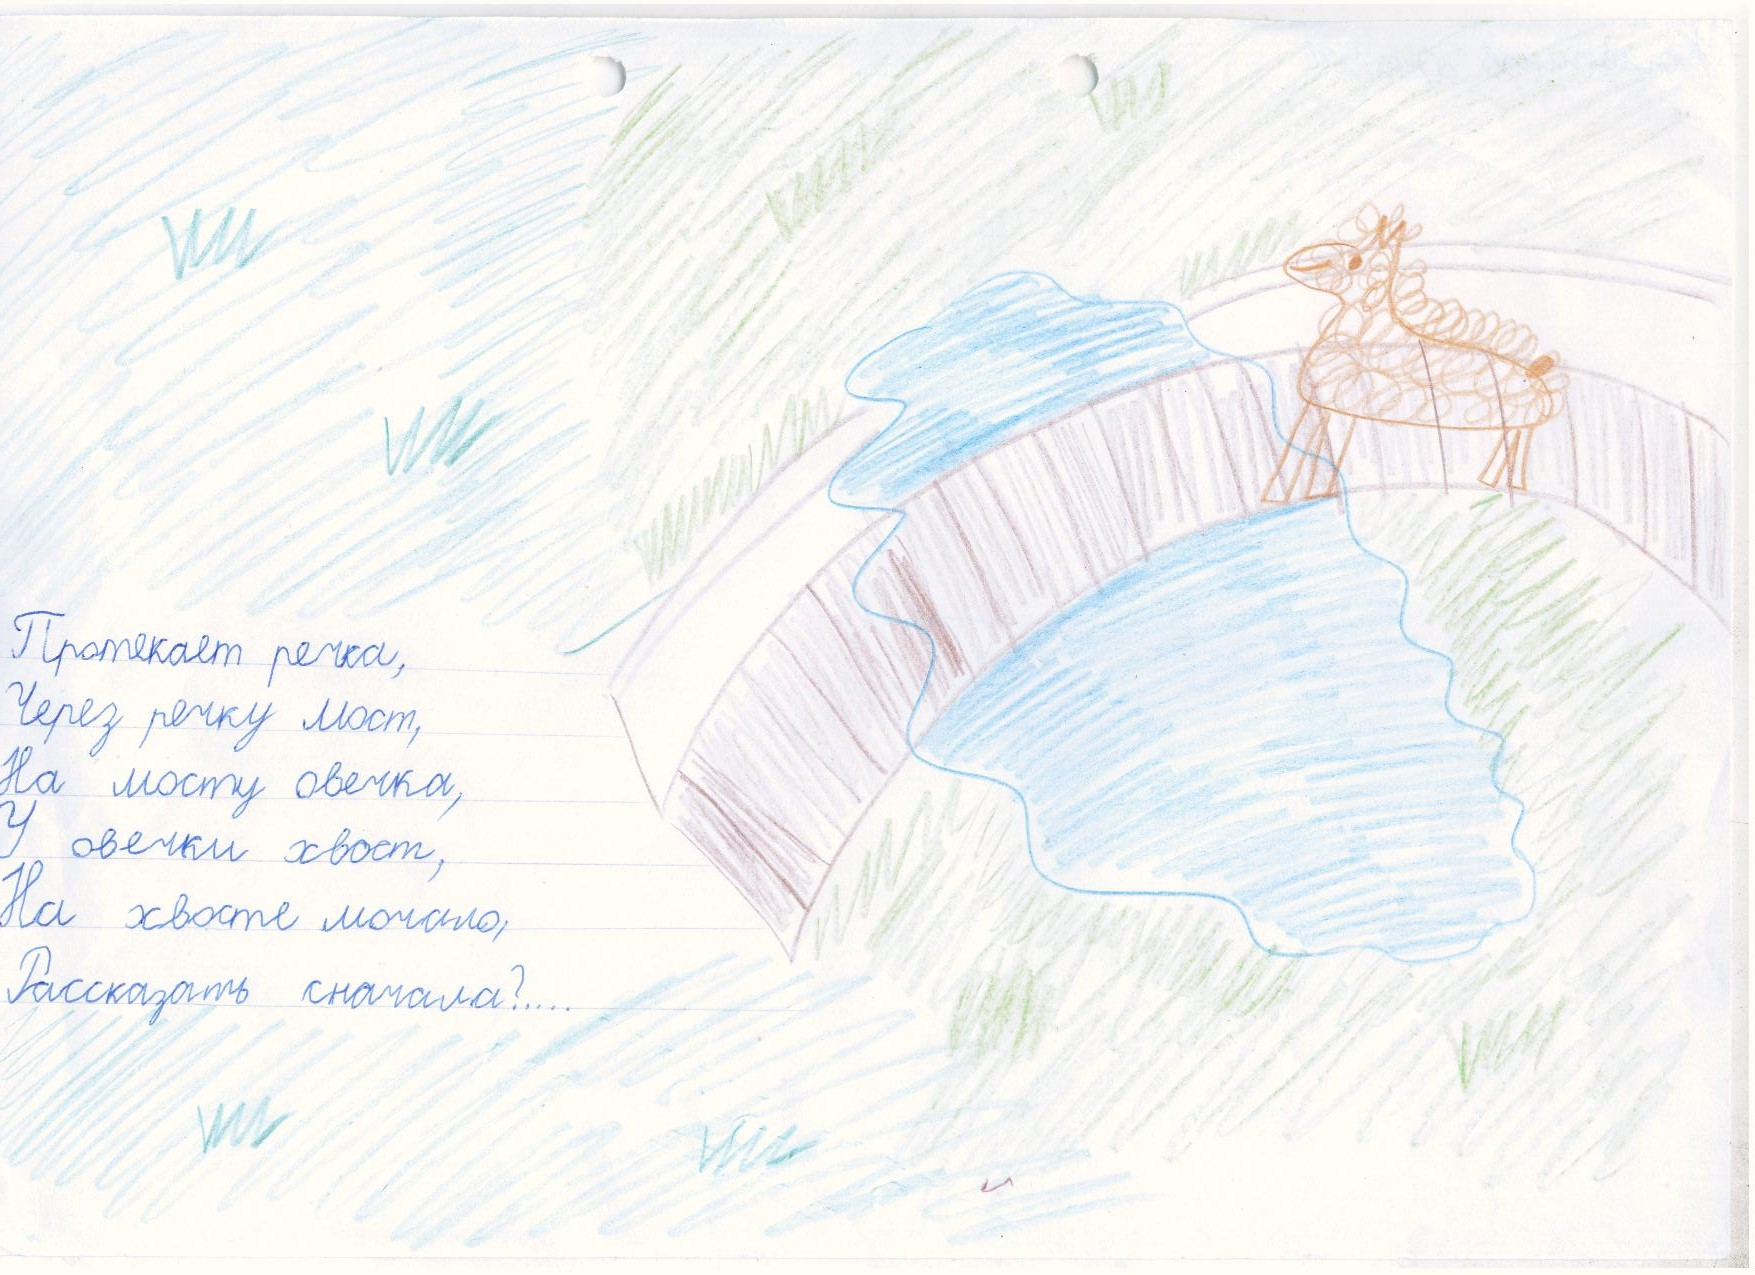 Протекает речка,
Через речку мост,
На мосту овечка,
У овечки хвост,
На хвосте мочало,
Рассказать сначала?.....